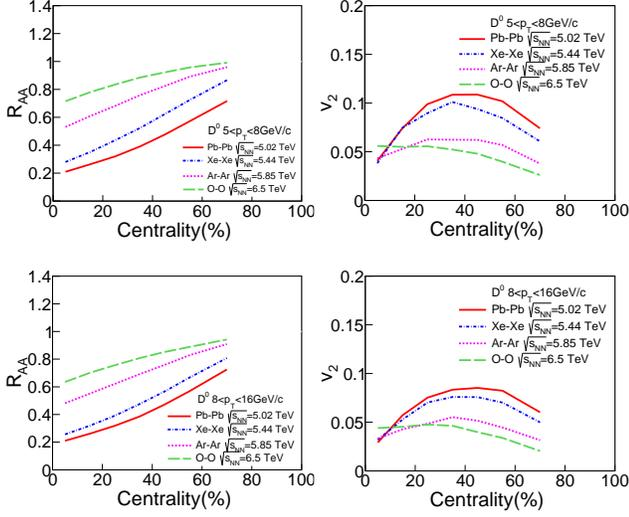 1.4
1.2
1
0.8
0.6
0.4
0.2
0
R_AA
D⁰ 5<p_T<8GeV/c
Pb-Pb √s_NN=5.02 TeV
Xe-Xe √s_NN=5.44 TeV
Ar-Ar √s_NN=5.85 TeV
O-O √s_NN=6.5 TeV
0 20 40 60 80 100
Centrality(%)
0.2
0.15
0.1
0.05
0
v_2
D⁰ 5<p_T<8GeV/c
Pb-Pb √s_NN=5.02 TeV
Xe-Xe √s_NN=5.44 TeV
Ar-Ar √s_NN=5.85 TeV
O-O √s_NN=6.5 TeV
0 20 40 60 80 100
Centrality(%)
1.4
1.2
1
0.8
0.6
0.4
0.2
0
R_AA
D⁰ 8<p_T<16GeV/c
Pb-Pb √s_NN=5.02 TeV
Xe-Xe √s_NN=5.44 TeV
Ar-Ar √s_NN=5.85 TeV
O-O √s_NN=6.5 TeV
0 20 40 60 80 100
Centrality(%)
0.2
0.15
0.1
0.05
0
v_2
D⁰ 8<p_T<16GeV/c
Pb-Pb √s_NN=5.02 TeV
Xe-Xe √s_NN=5.44 TeV
Ar-Ar √s_NN=5.85 TeV
O-O √s_NN=6.5 TeV
0 20 40 60 80 100
Centrality(%)